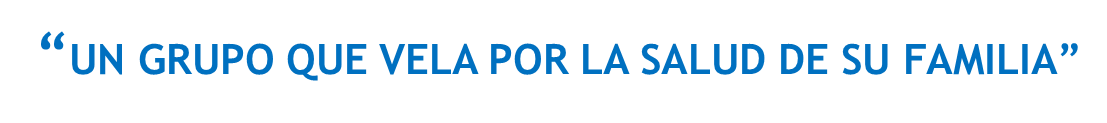 “UN GRUPO QUE VELA POR LA SALUD DE SU FAMILIA”